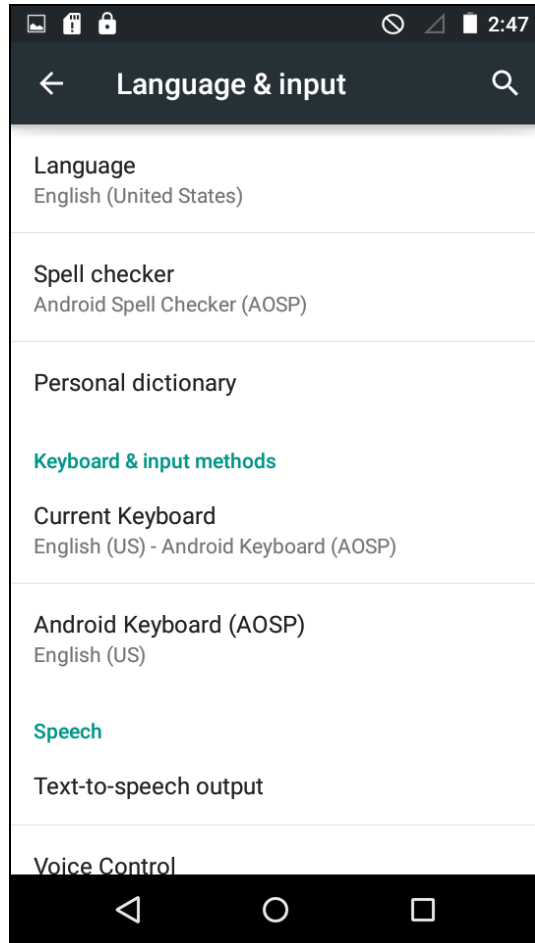 2:47
Language & input
Language
English (United States)
Spell checker
Android Spell Checker (AOSP)
Personal dictionary
Keyboard & input methods
Current Keyboard
English (US) - Android Keyboard (AOSP)
Android Keyboard (AOSP)
English (US)
Speech
Text-to-speech output
Voice Control